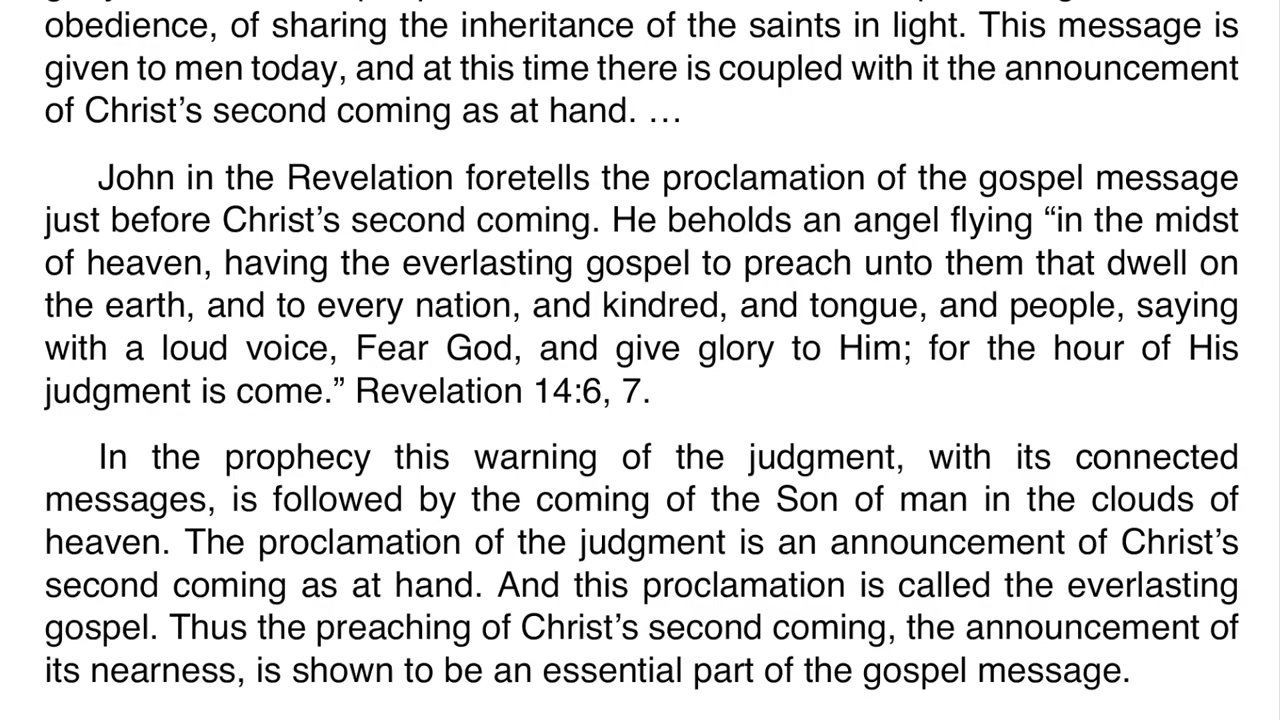 obedience, of sharing the inheritance of the saints in light. This message is
given to men today, and at this time there is coupled with it the announcement
of Christ’s second coming as at hand. …
John in the Revelation foretells the proclamation of the gospel message
just before Christ’s second coming. He beholds an angel flying “in the midst
of heaven, having the everlasting gospel to preach unto them that dwell on
the earth, and to every nation, and kindred, and tongue, and people, saying
with a loud voice, Fear God, and give glory to Him; for the hour of His
judgment is come.” Revelation 14:6, 7.
In the prophecy this warning of the judgment, with its connected
messages, is followed by the coming of the Son of man in the clouds of
heaven. The proclamation of the judgment is an announcement of Christ’s
second coming as at hand. And this proclamation is called the everlasting
gospel. Thus the preaching of Christ’s second coming, the announcement of
its nearness, is shown to be an essential part of the gospel message.